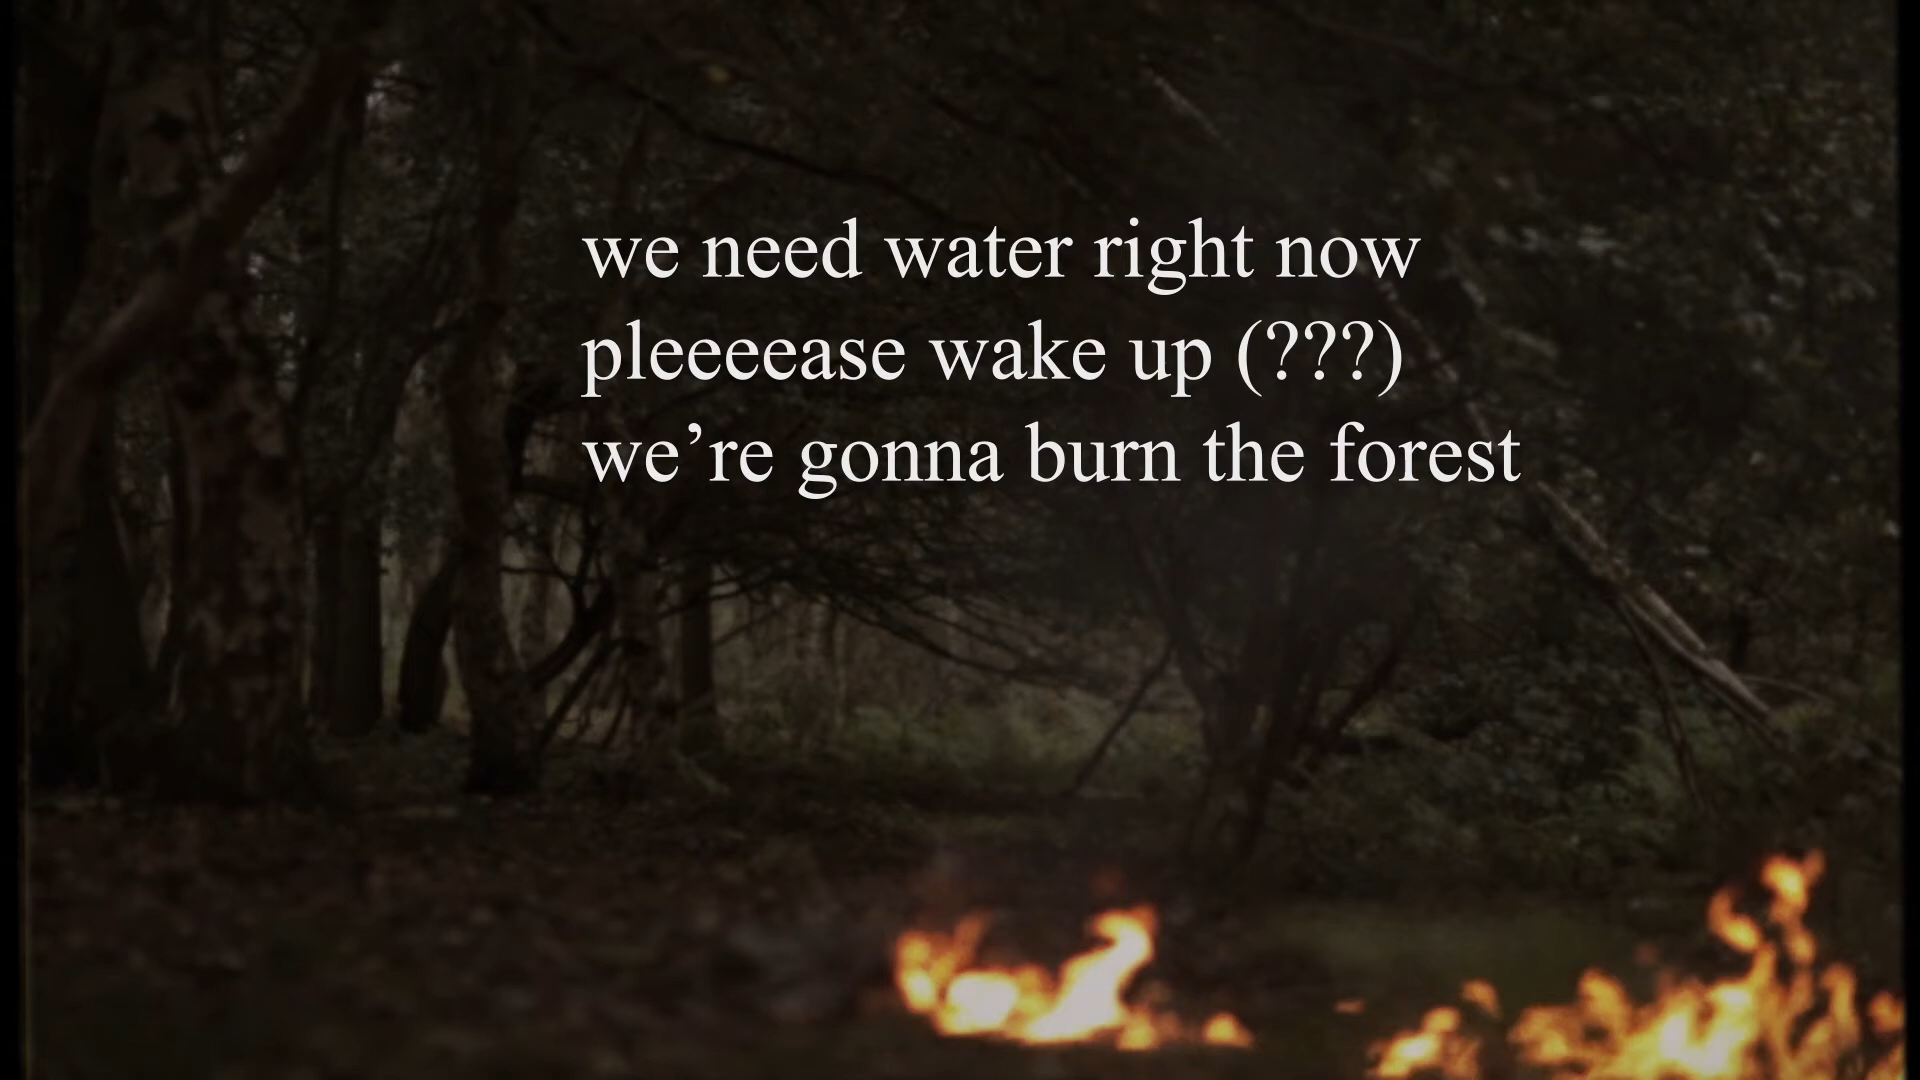 we need water right now
pleeeease wake up (???)
we’re gonna burn the forest